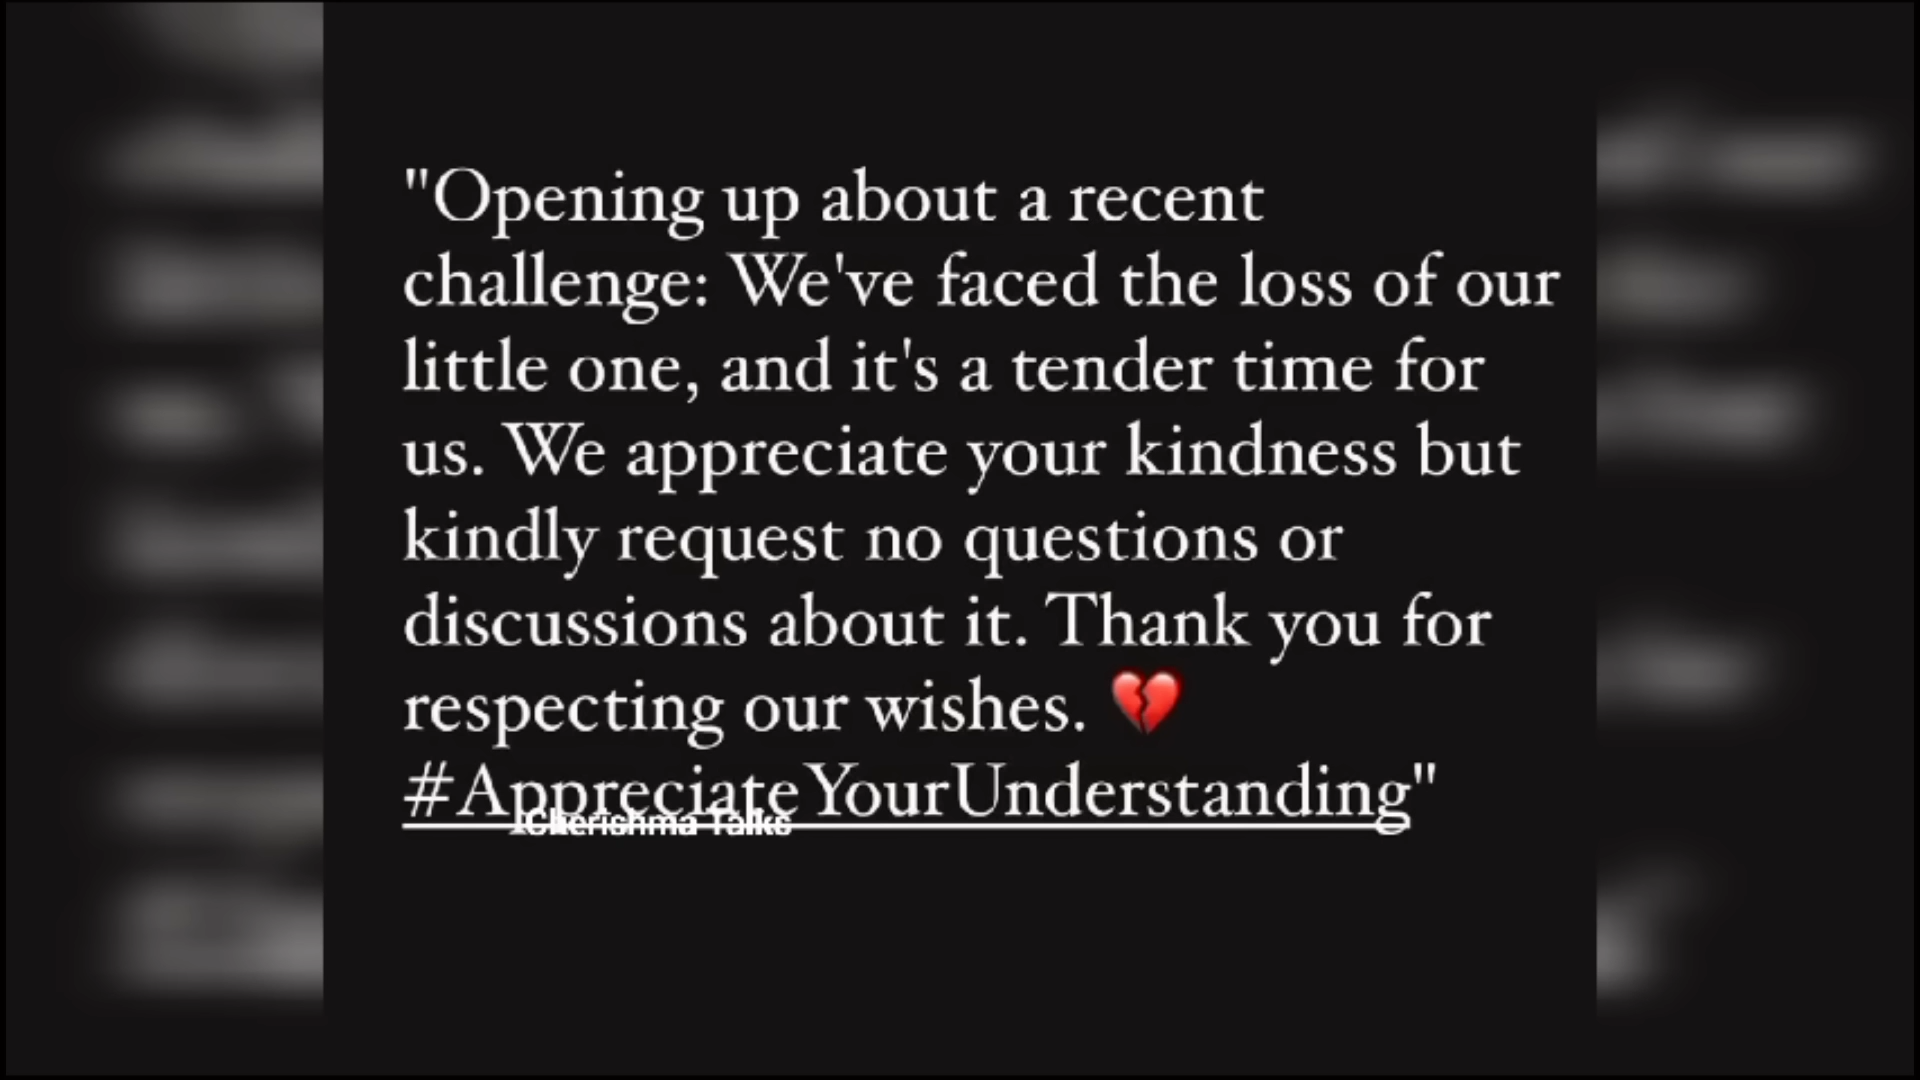 "Opening up about a recent
challenge: We've faced the loss of our
little one, and it's a tender time for
us. We appreciate your kindness but
kindly request no questions or
discussions about it. Thank you for
respecting our wishes. 💔
#AppreciateYourUnderstanding"
Cherishma Talks